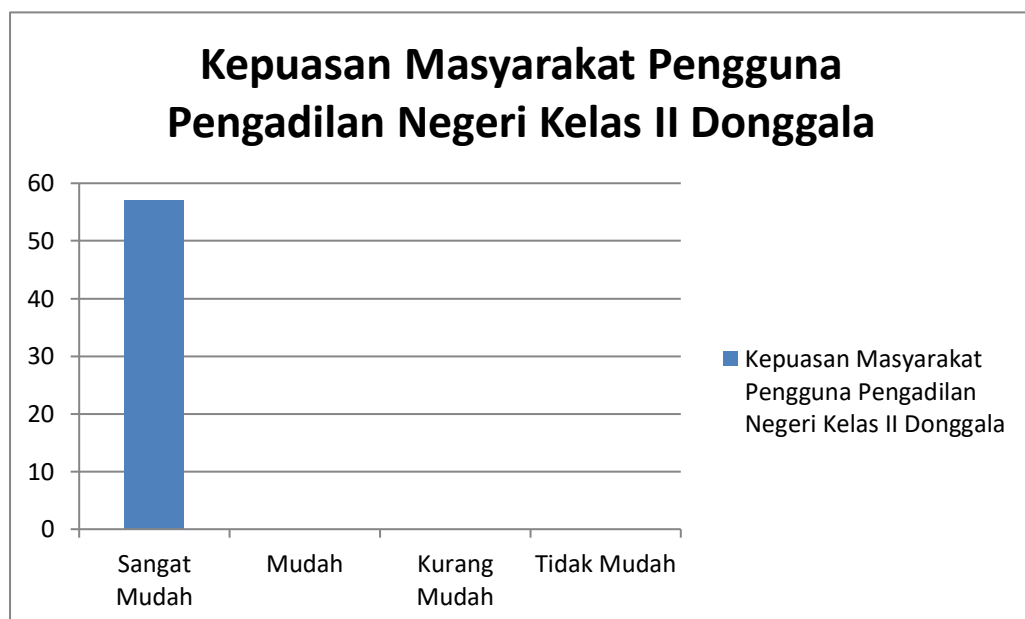 Kepuasan Masyarakat Pengguna
Pengadilan Negeri Kelas II Donggala
60
50
40
30
20
10
0
Sangat
Mudah
Mudah
Kurang
Mudah
Tidak Mudah
Kepuasan Masyarakat
Pengguna Pengadilan
Negeri Kelas II Donggala